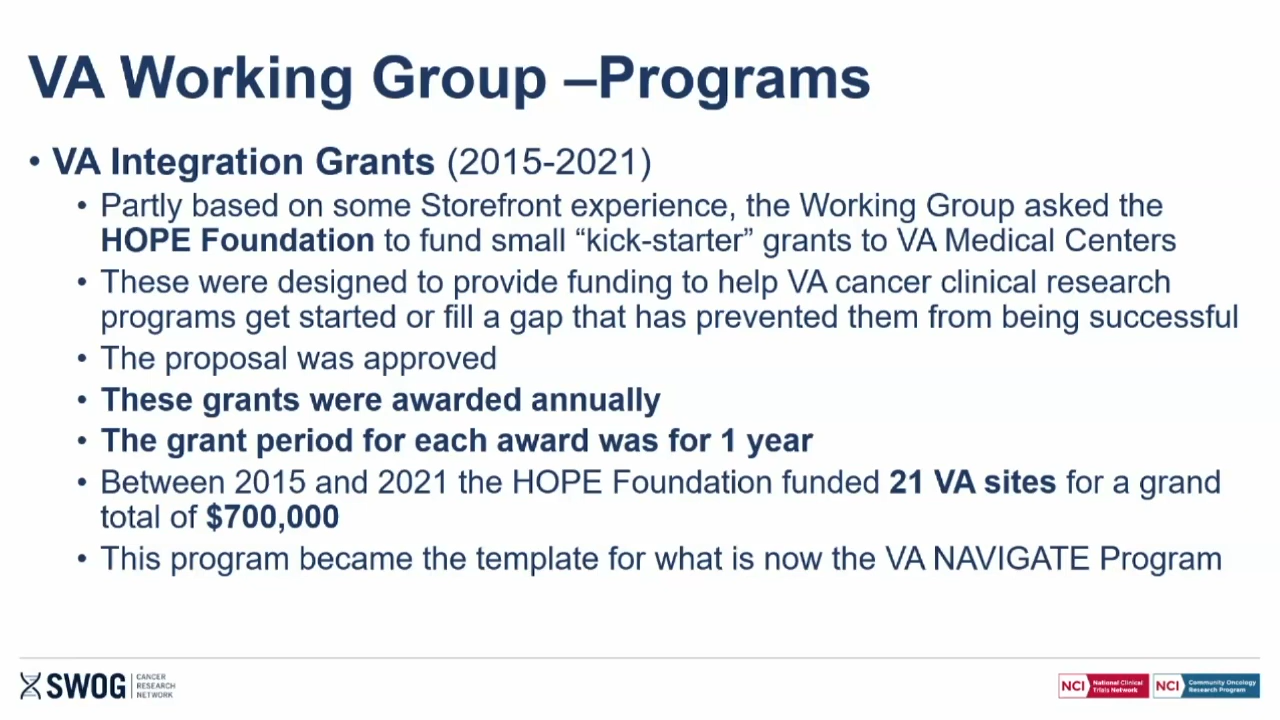 VA Working Group –Programs
• VA Integration Grants (2015-2021)
• Partly based on some Storefront experience, the Working Group asked the
HOPE Foundation to fund small “kick-starter” grants to VA Medical Centers
• These were designed to provide funding to help VA cancer clinical research
programs get started or fill a gap that has prevented them from being successful
• The proposal was approved
• These grants were awarded annually
• The grant period for each award was for 1 year
• Between 2015 and 2021 the HOPE Foundation funded 21 VA sites for a grand
total of $700,000
• This program became the template for what is now the VA NAVIGATE Program
SWOG
CANCER
RESEARCH
NETWORK
NCI
National Clinical
Trials Network
NCI
Community Oncology
Research Program